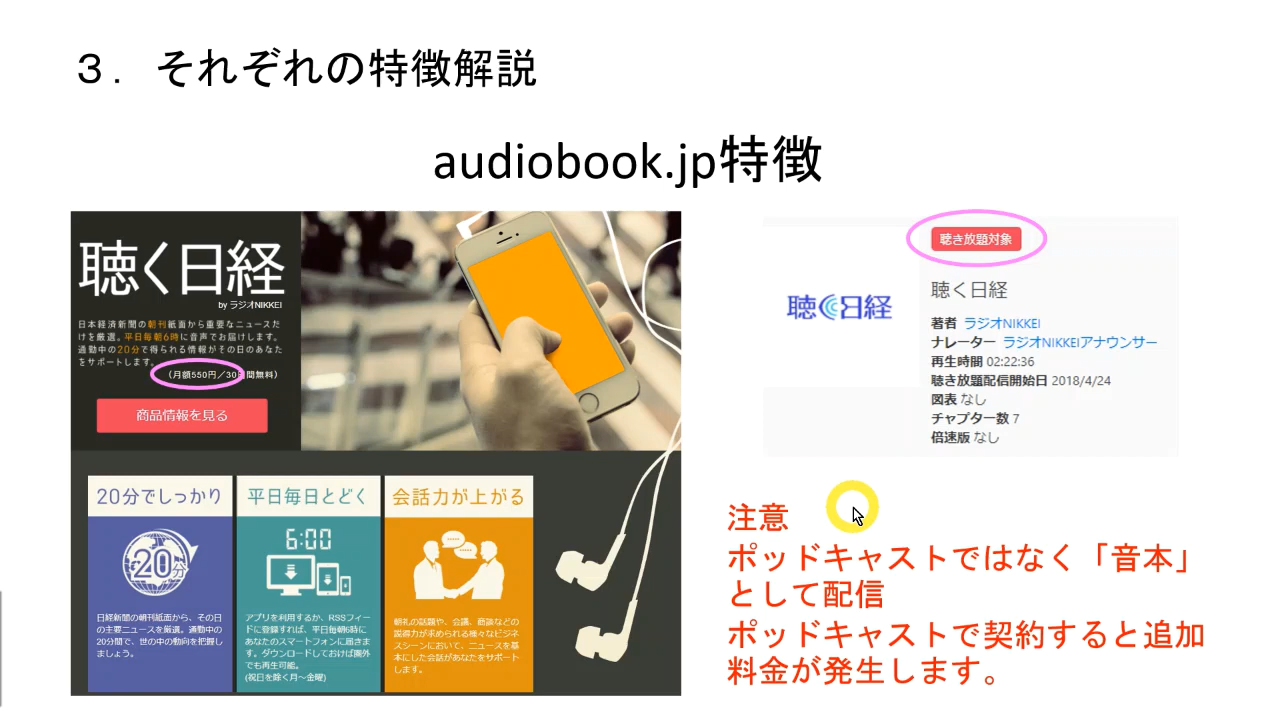 ３．それぞれの特徴解説
audiobook.jp特徴
聴く日経
by ラジオNIKKEI
日本経済新聞の朝刊紙面から重要なニュースだ
けを厳選。平日毎朝6時に音声でお届けします。
通勤中の20分で得られる情報がその日のあなた
をサポートします。
（月額550円／30日間無料）
商品情報を見る
20分でしっかり
20分
日経新聞の朝刊紙面から、その日
の主要ニュースを厳選。通勤中の
20分間で、世の中の動向を把握し
ましょう。
平日毎日とどく
6:00
アプリを利用するか、RSSフィー
ドに登録すれば、平日毎朝6時に
あなたのスマートフォンに届きま
す。ダウンロードしておけば圏外
でも再生可能。
(祝日を除く月～金曜)
会話力が上がる
朝礼の話題や、会議、商談などの
説得力が求められる様々なビジネ
スシーンにおいて、ニュースを基
本にした会話があなたをサポート
します。
聴き放題対象
聴く日経
聴く日経
著者 ラジオNIKKEI
ナレーター ラジオNIKKEIアナウンサー
再生時間 02:22:36
聴き放題配信開始日 2018/4/24
図表 なし
チャプター数 7
倍速版 なし
注意
ポッドキャストではなく「音本」
として配信
ポッドキャストで契約すると追加
料金が発生します。